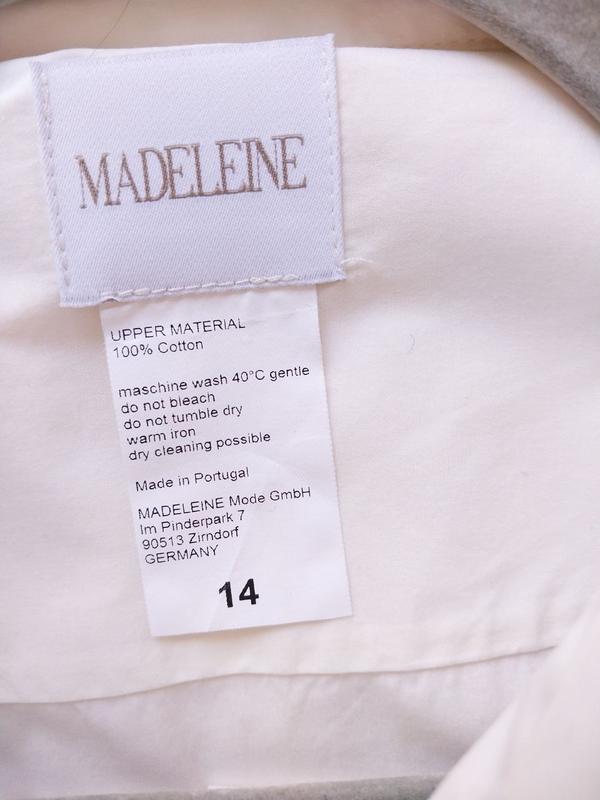 MADELEINE
UPPER MATERIAL
100% Cotton
maschine wash 40°C gentle
do not bleach
do not tumble dry
warm iron
dry cleaning possible
Made in Portugal
MADELEINE Mode GmbH
Im Pinderpark 7
90513 Zirndorf
GERMANY
14